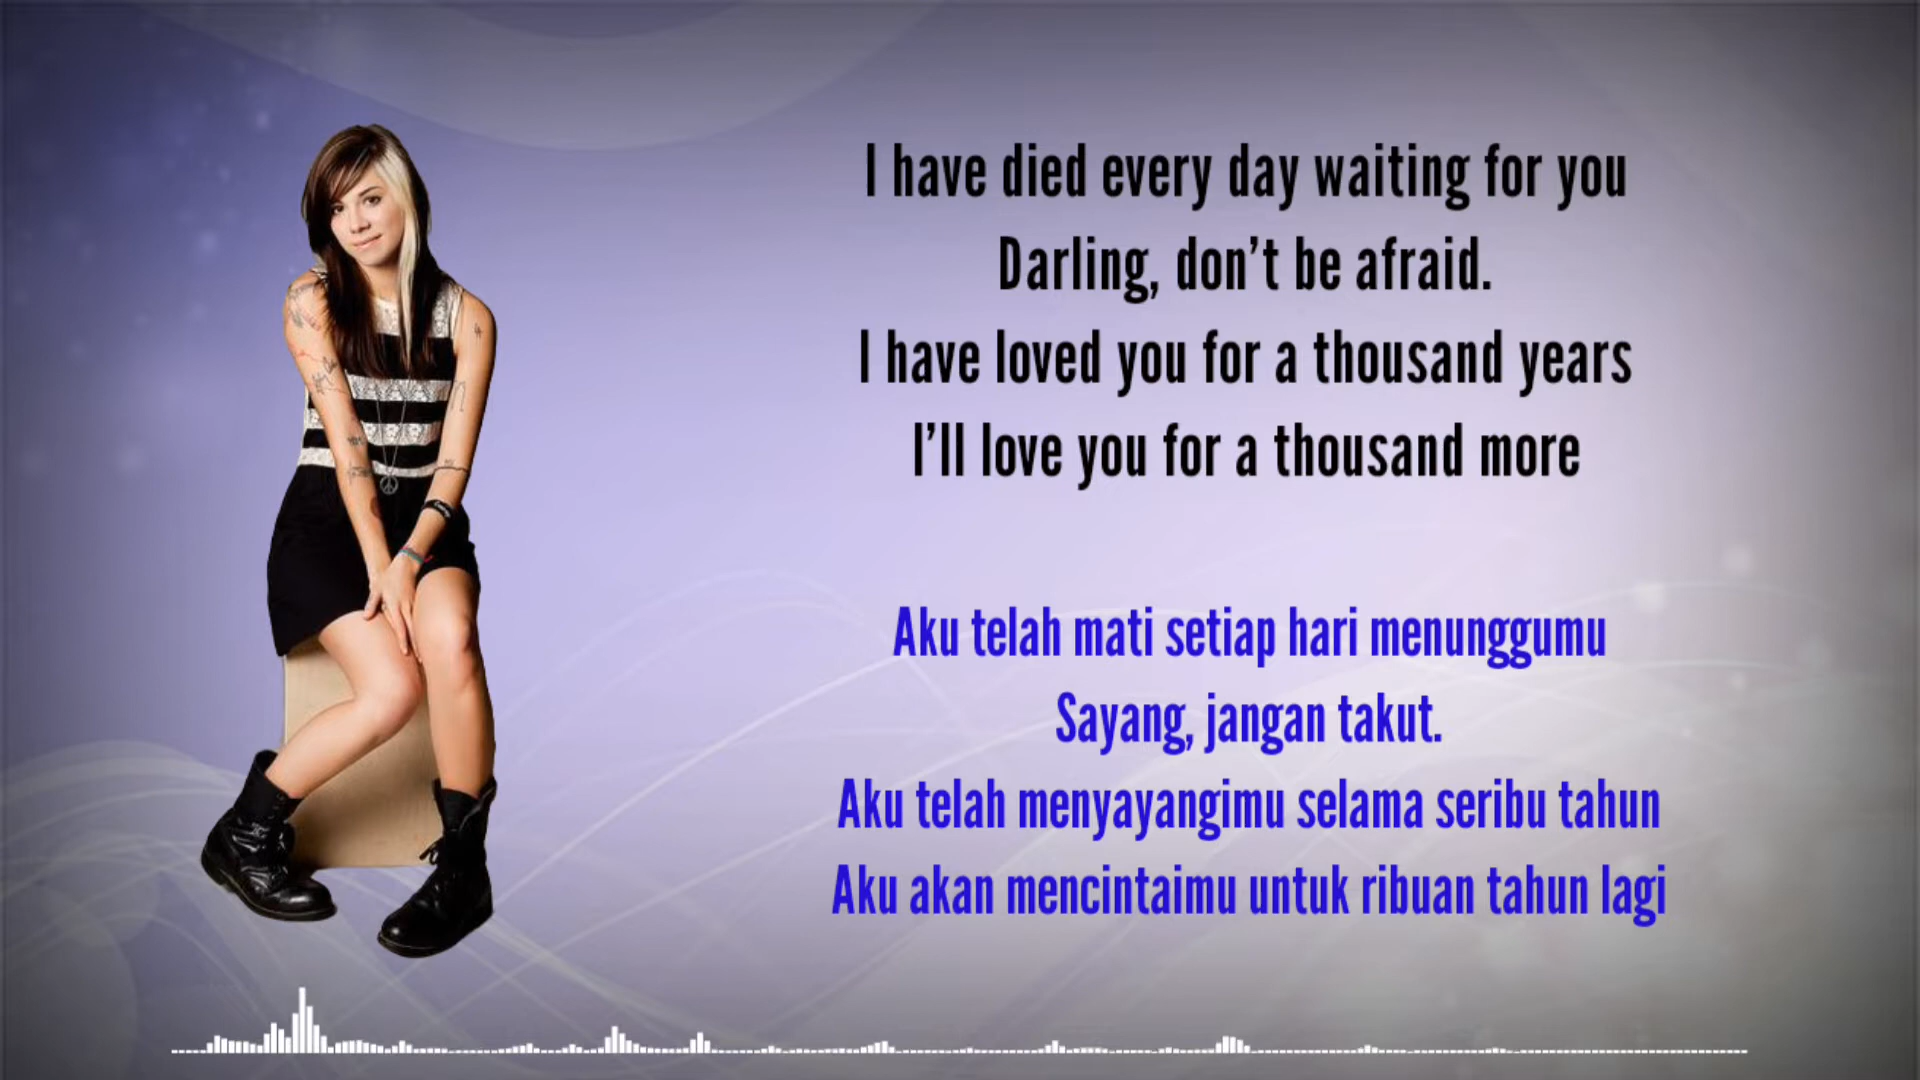 I have died every day waiting for you
Darling, don’t be afraid.
I have loved you for a thousand years
I’ll love you for a thousand more
Aku telah mati setiap hari menunggumu
Sayang, jangan takut.
Aku telah menyayangimu selama seribu tahun
Aku akan mencintaimu untuk ribuan tahun lagi